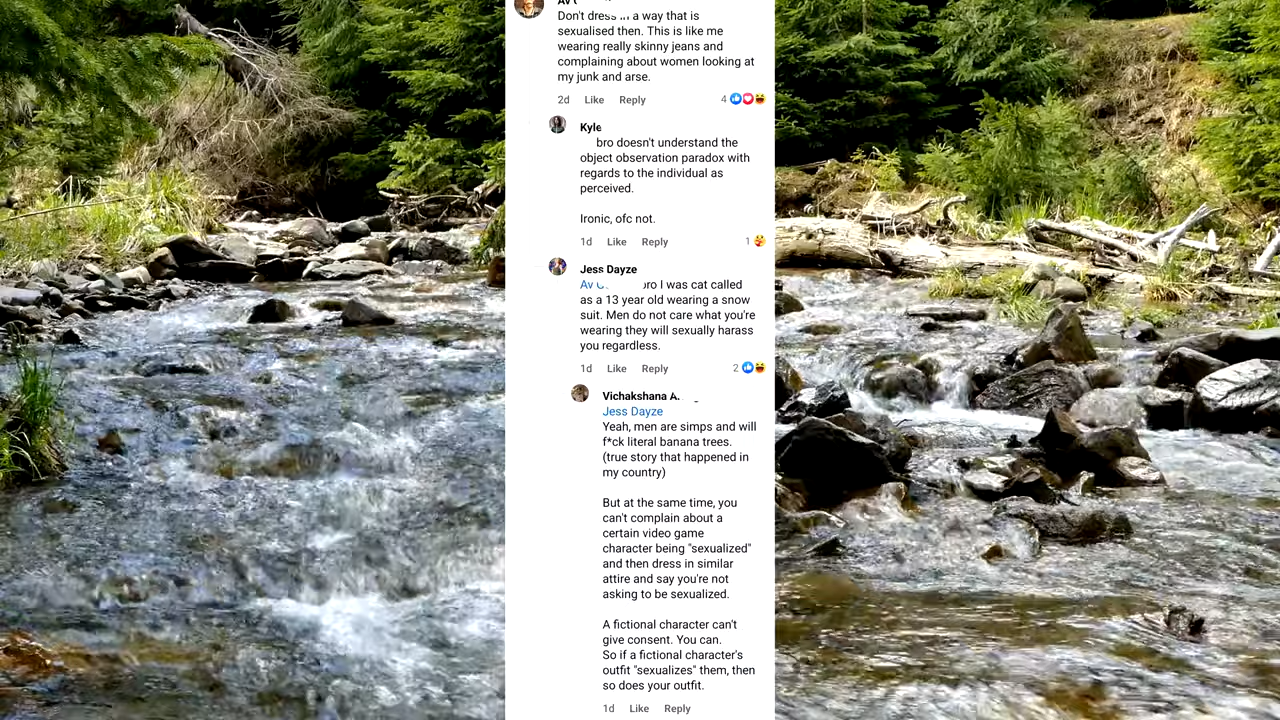 Don't dress in a way that is
sexualised then. This is like me
wearing really skinny jeans and
complaining about women looking at
my junk and arse.
2d Like Reply 4
Kyle
bro doesn't understand the
object observation paradox with
regards to the individual as
perceived.
Ironic, ofc not.
1d Like Reply 1
Jess Dayze
Av bro I was cat called
as a 13 year old wearing a snow
suit. Men do not care what you're
wearing they will sexually harass
you regardless.
1d Like Reply 2
Vichakshana A.
Jess Dayze
Yeah, men are simps and will
f*ck literal banana trees.
(true story that happened in
my country)
But at the same time, you
can't complain about a
certain video game
character being "sexualized"
and then dress in similar
attire and say you're not
asking to be sexualized.
A fictional character can't
give consent. You can.
So if a fictional character's
outfit "sexualizes" them, then
so does your outfit.
1d Like Reply